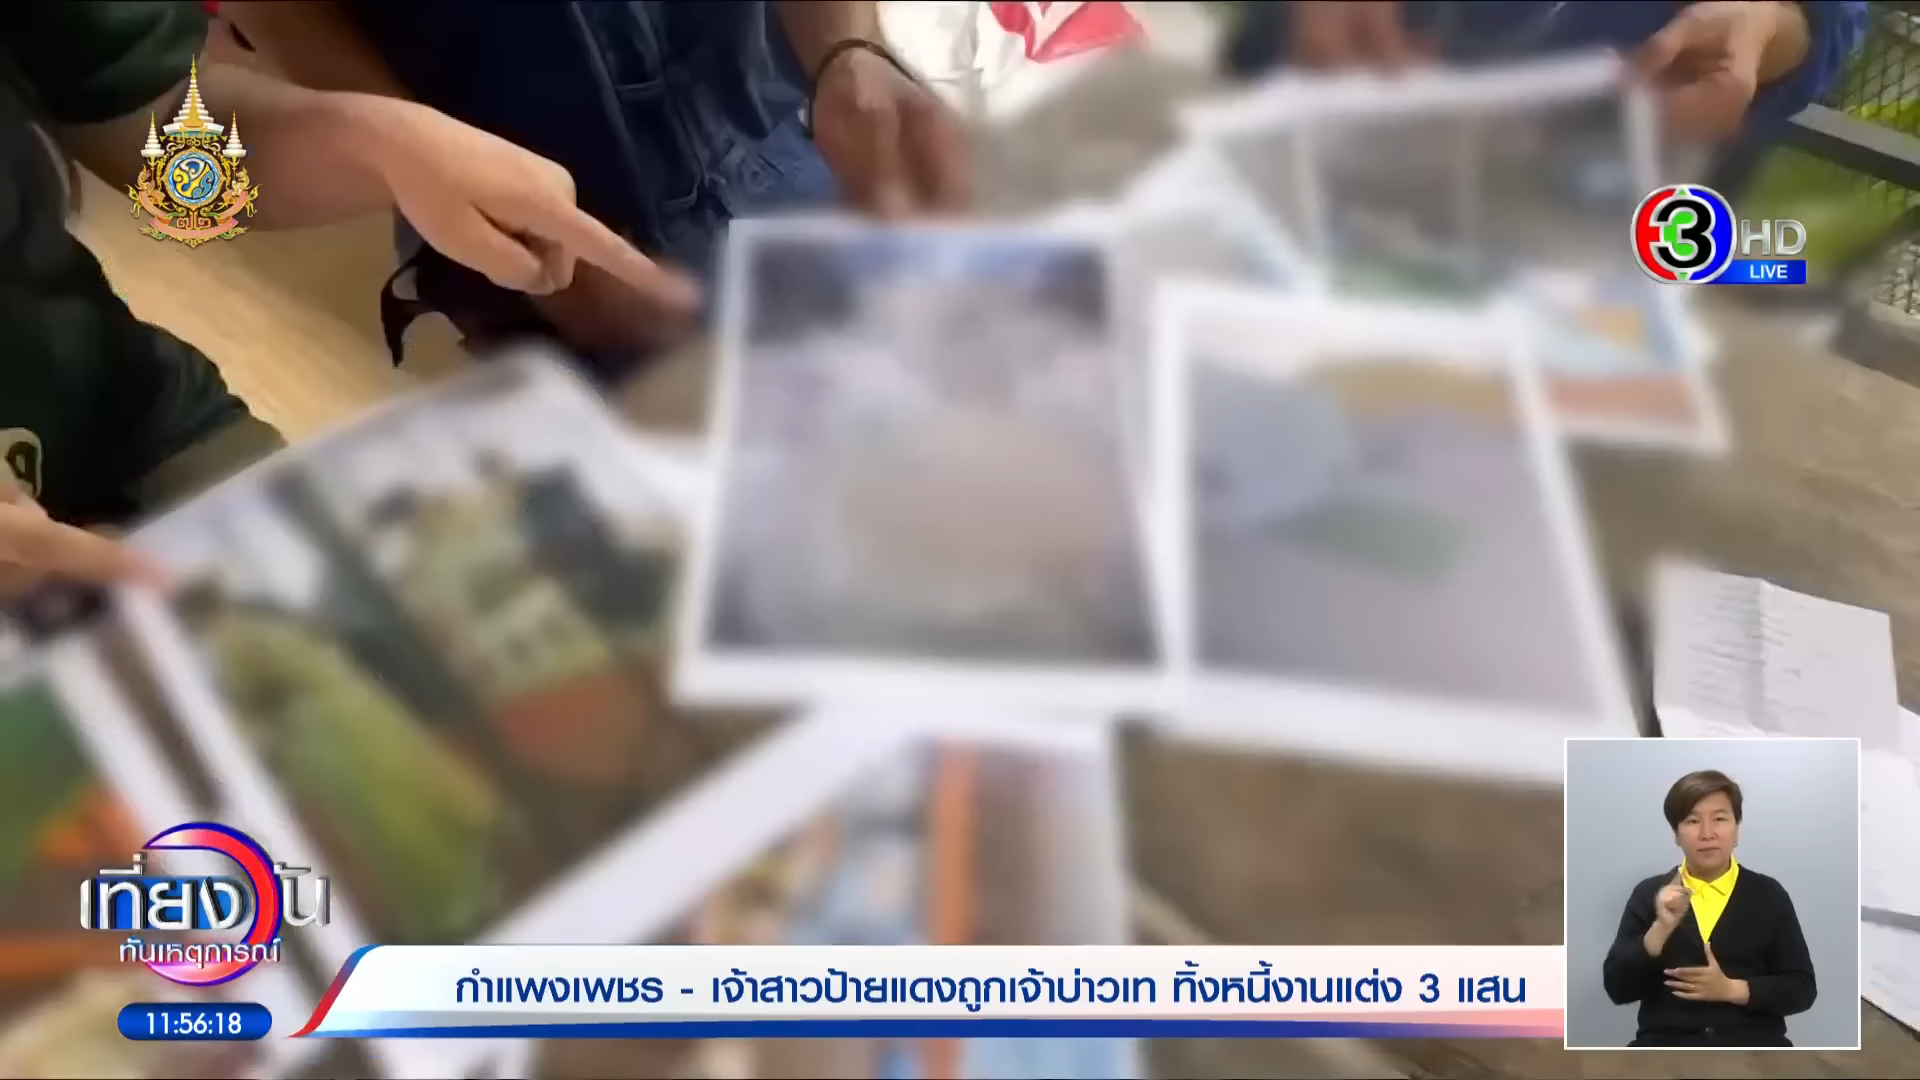 ๗๒
3 HD
LIVE
เที่ยงวัน
ทันเหตุการณ์
กำแพงเพชร - เจ้าสาวป้ายแดงถูกเจ้าบ่าวเท ทิ้งหนี้งานแต่ง 3 แสน
11:56:18